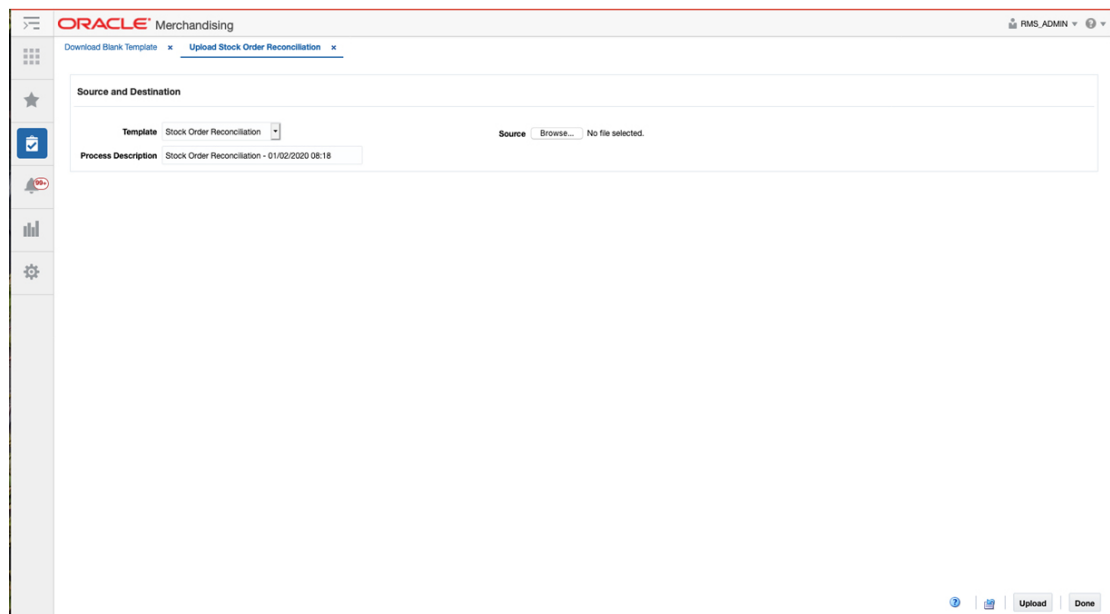 ORACLE Merchandising
RMS_ADMIN
Download Blank Template x Upload Stock Order Reconciliation x
Source and Destination
Template Stock Order Reconciliation
Source Browse... No file selected.
Process Description Stock Order Reconciliation - 01/02/2020 08:18
99+
Upload Done